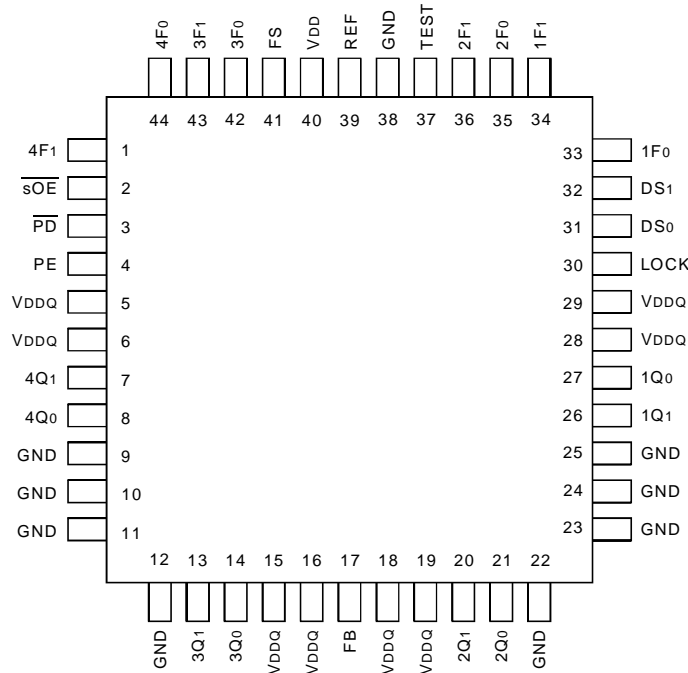 4F0 3F1 3F0 FS VDD REF GND TEST 2F1 2F0 1F1
44 43 42 41 40 39 38 37 36 35 34
4F1 1 33 1F0
sOE 2 32 DS1
PD 3 31 DS0
PE 4 30 LOCK
VDDQ 5 29 VDDQ
VDDQ 6 28 VDDQ
4Q1 7 27 1Q0
4Q0 8 26 1Q1
GND 9 25 GND
GND 10 24 GND
GND 11 23 GND
12 13 14 15 16 17 18 19 20 21 22
GND 3Q1 3Q0 VDDQ VDDQ FB VDDQ VDDQ 2Q1 2Q0 GND